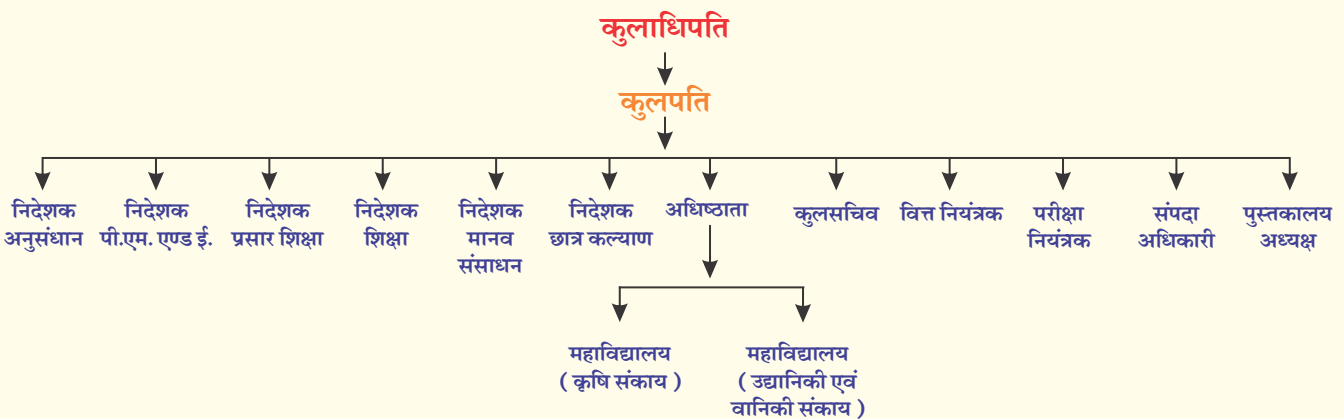 कुलाधिपति
कुलपति
निदेशक
अनुसंधान
निदेशक
पी.एम. एण्ड ई.
निदेशक
प्रसार शिक्षा
निदेशक
शिक्षा
निदेशक
मानव
संसाधन
निदेशक
छात्र कल्याण
अधिष्ठाता
कुलसचिव
वित्त नियंत्रक
परीक्षा
नियंत्रक
संपदा
अधिकारी
पुस्तकालय
अध्यक्ष
महाविद्यालय
( कृषि संकाय )
महाविद्यालय
( उद्यानिकी एवं
वानिकी संकाय )